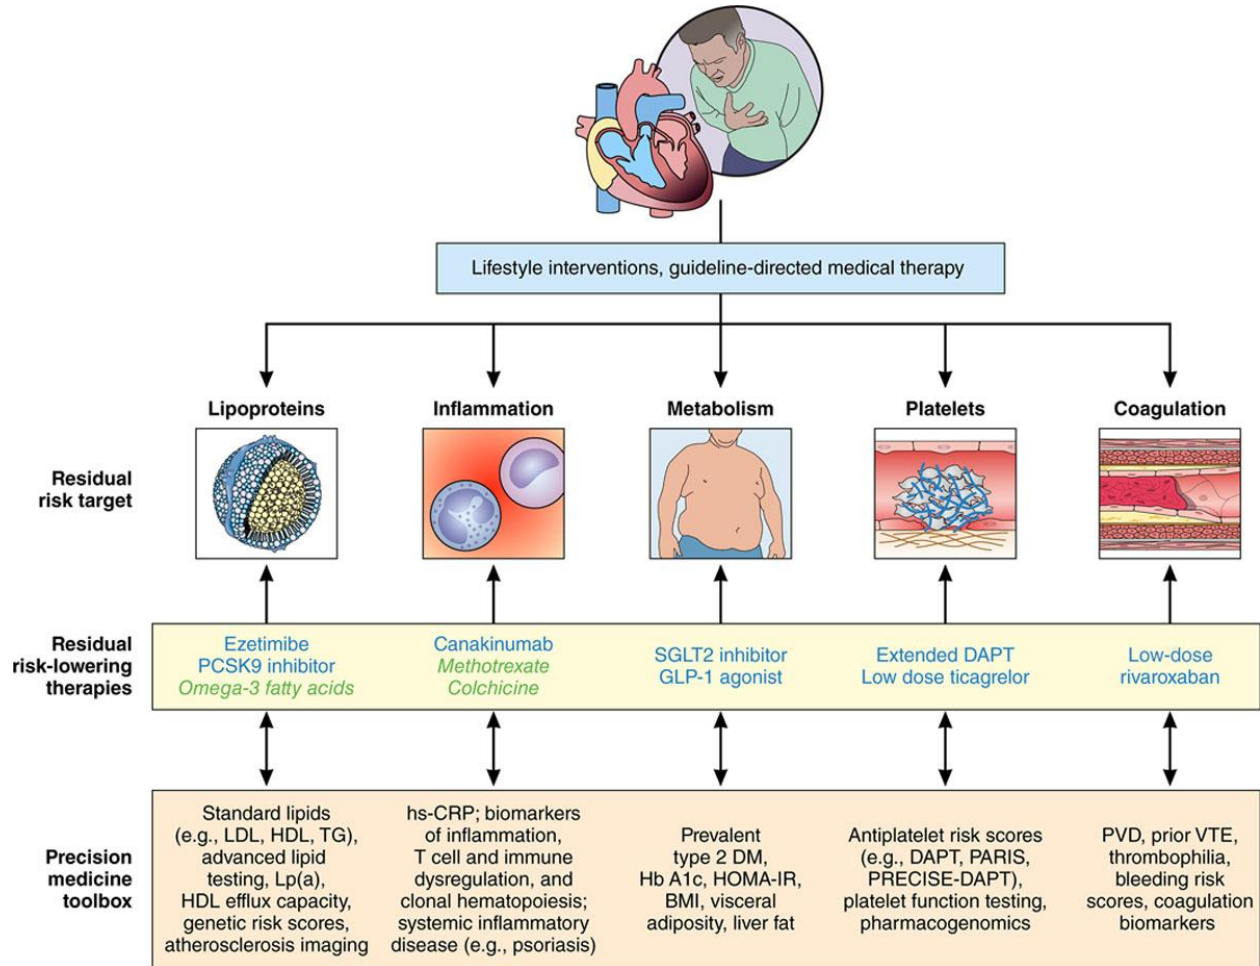 Lifestyle interventions, guideline-directed medical therapy
Lipoproteins
Inflammation
Metabolism
Platelets
Coagulation
Residual
risk target
Residual
risk-lowering
therapies
Ezetimibe
PCSK9 inhibitor
Omega-3 fatty acids
Canakinumab
Methotrexate
Colchicine
SGLT2 inhibitor
GLP-1 agonist
Extended DAPT
Low dose ticagrelor
Low-dose
rivaroxaban
Precision
medicine
toolbox
Standard lipids
(e.g., LDL, HDL, TG),
advanced lipid
testing, Lp(a),
HDL efflux capacity,
genetic risk scores,
atherosclerosis imaging
hs-CRP; biomarkers
of inflammation,
T cell and immune
dysregulation, and
clonal hematopoiesis;
systemic inflammatory
disease (e.g., psoriasis)
Prevalent
type 2 DM,
Hb A1c, HOMA-IR,
BMI, visceral
adiposity, liver fat
Antiplatelet risk scores
(e.g., DAPT, PARIS,
PRECISE-DAPT),
platelet function testing,
pharmacogenomics
PVD, prior VTE,
thrombophilia,
bleeding risk
scores, coagulation
biomarkers